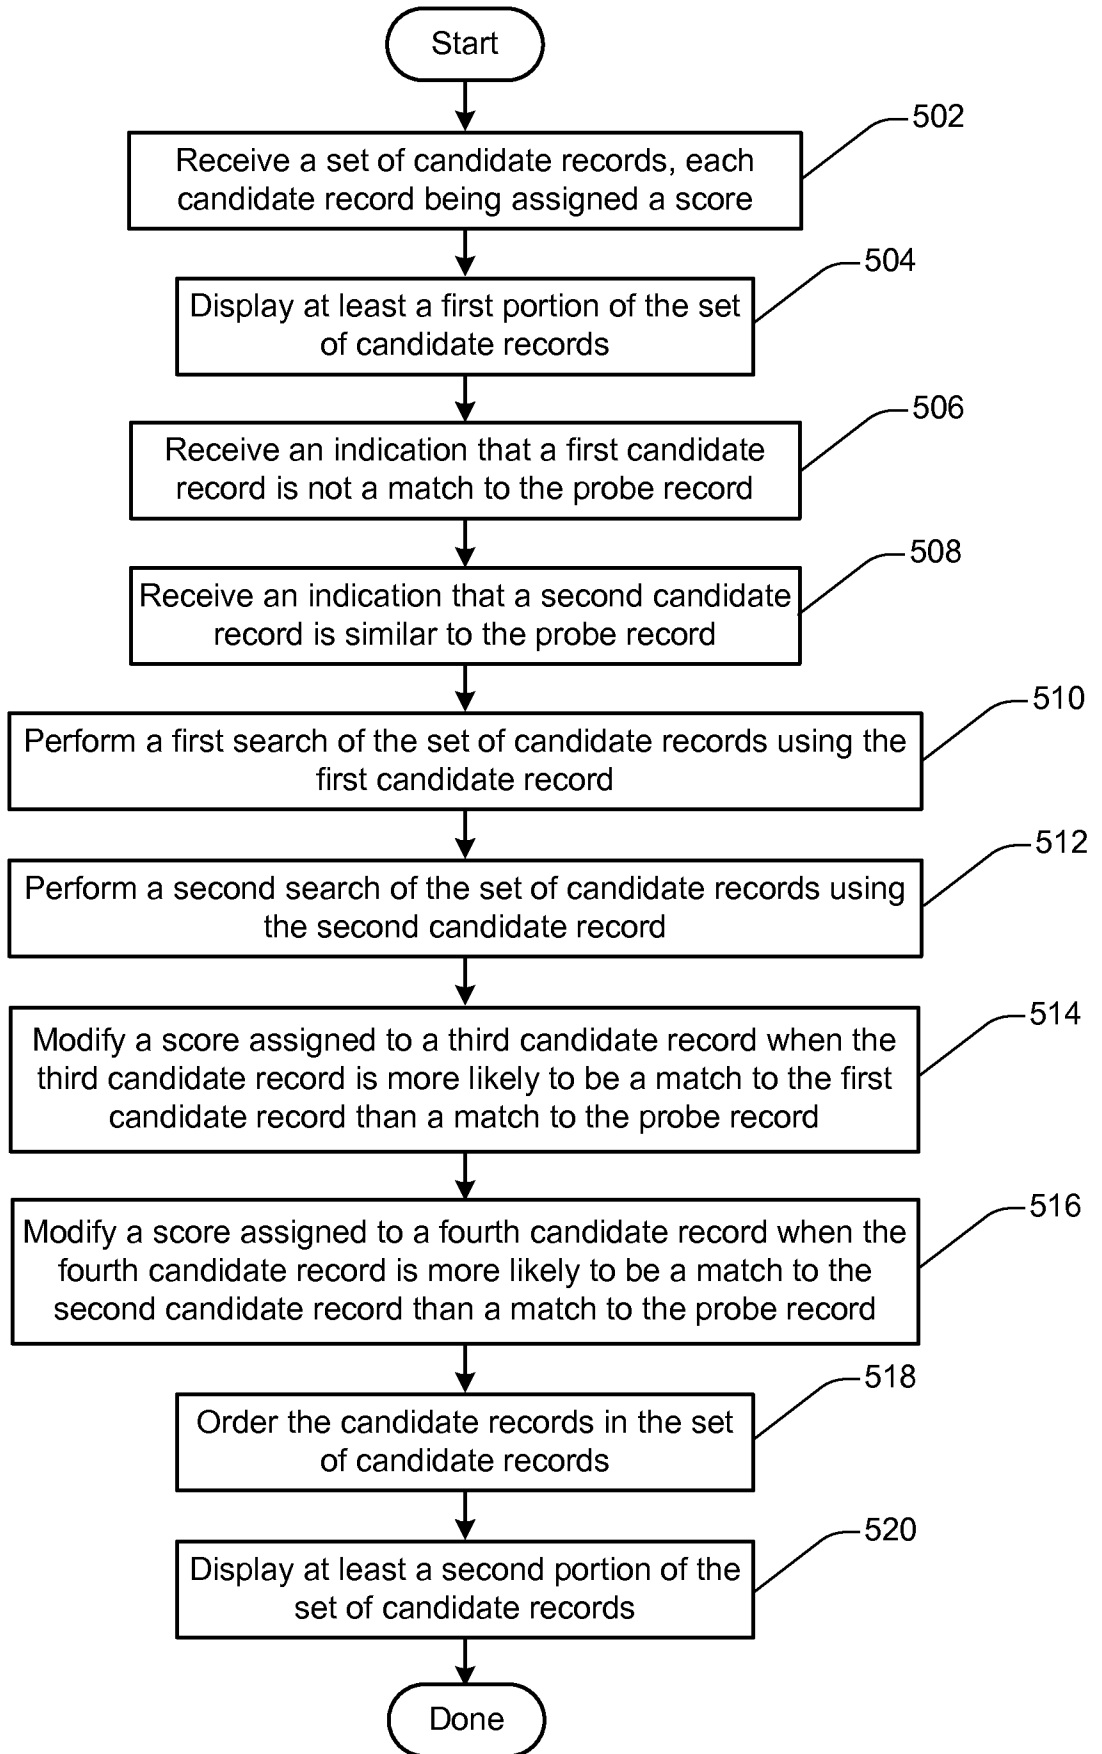 Start
502
Receive a set of candidate records, each
candidate record being assigned a score
504
Display at least a first portion of the set
of candidate records
506
Receive an indication that a first candidate
record is not a match to the probe record
508
Receive an indication that a second candidate
record is similar to the probe record
510
Perform a first search of the set of candidate records using the
first candidate record
512
Perform a second search of the set of candidate records using
the second candidate record
514
Modify a score assigned to a third candidate record when the
third candidate record is more likely to be a match to the first
candidate record than a match to the probe record
516
Modify a score assigned to a fourth candidate record when the
fourth candidate record is more likely to be a match to the
second candidate record than a match to the probe record
518
Order the candidate records in the set
of candidate records
520
Display at least a second portion of the
set of candidate records
Done